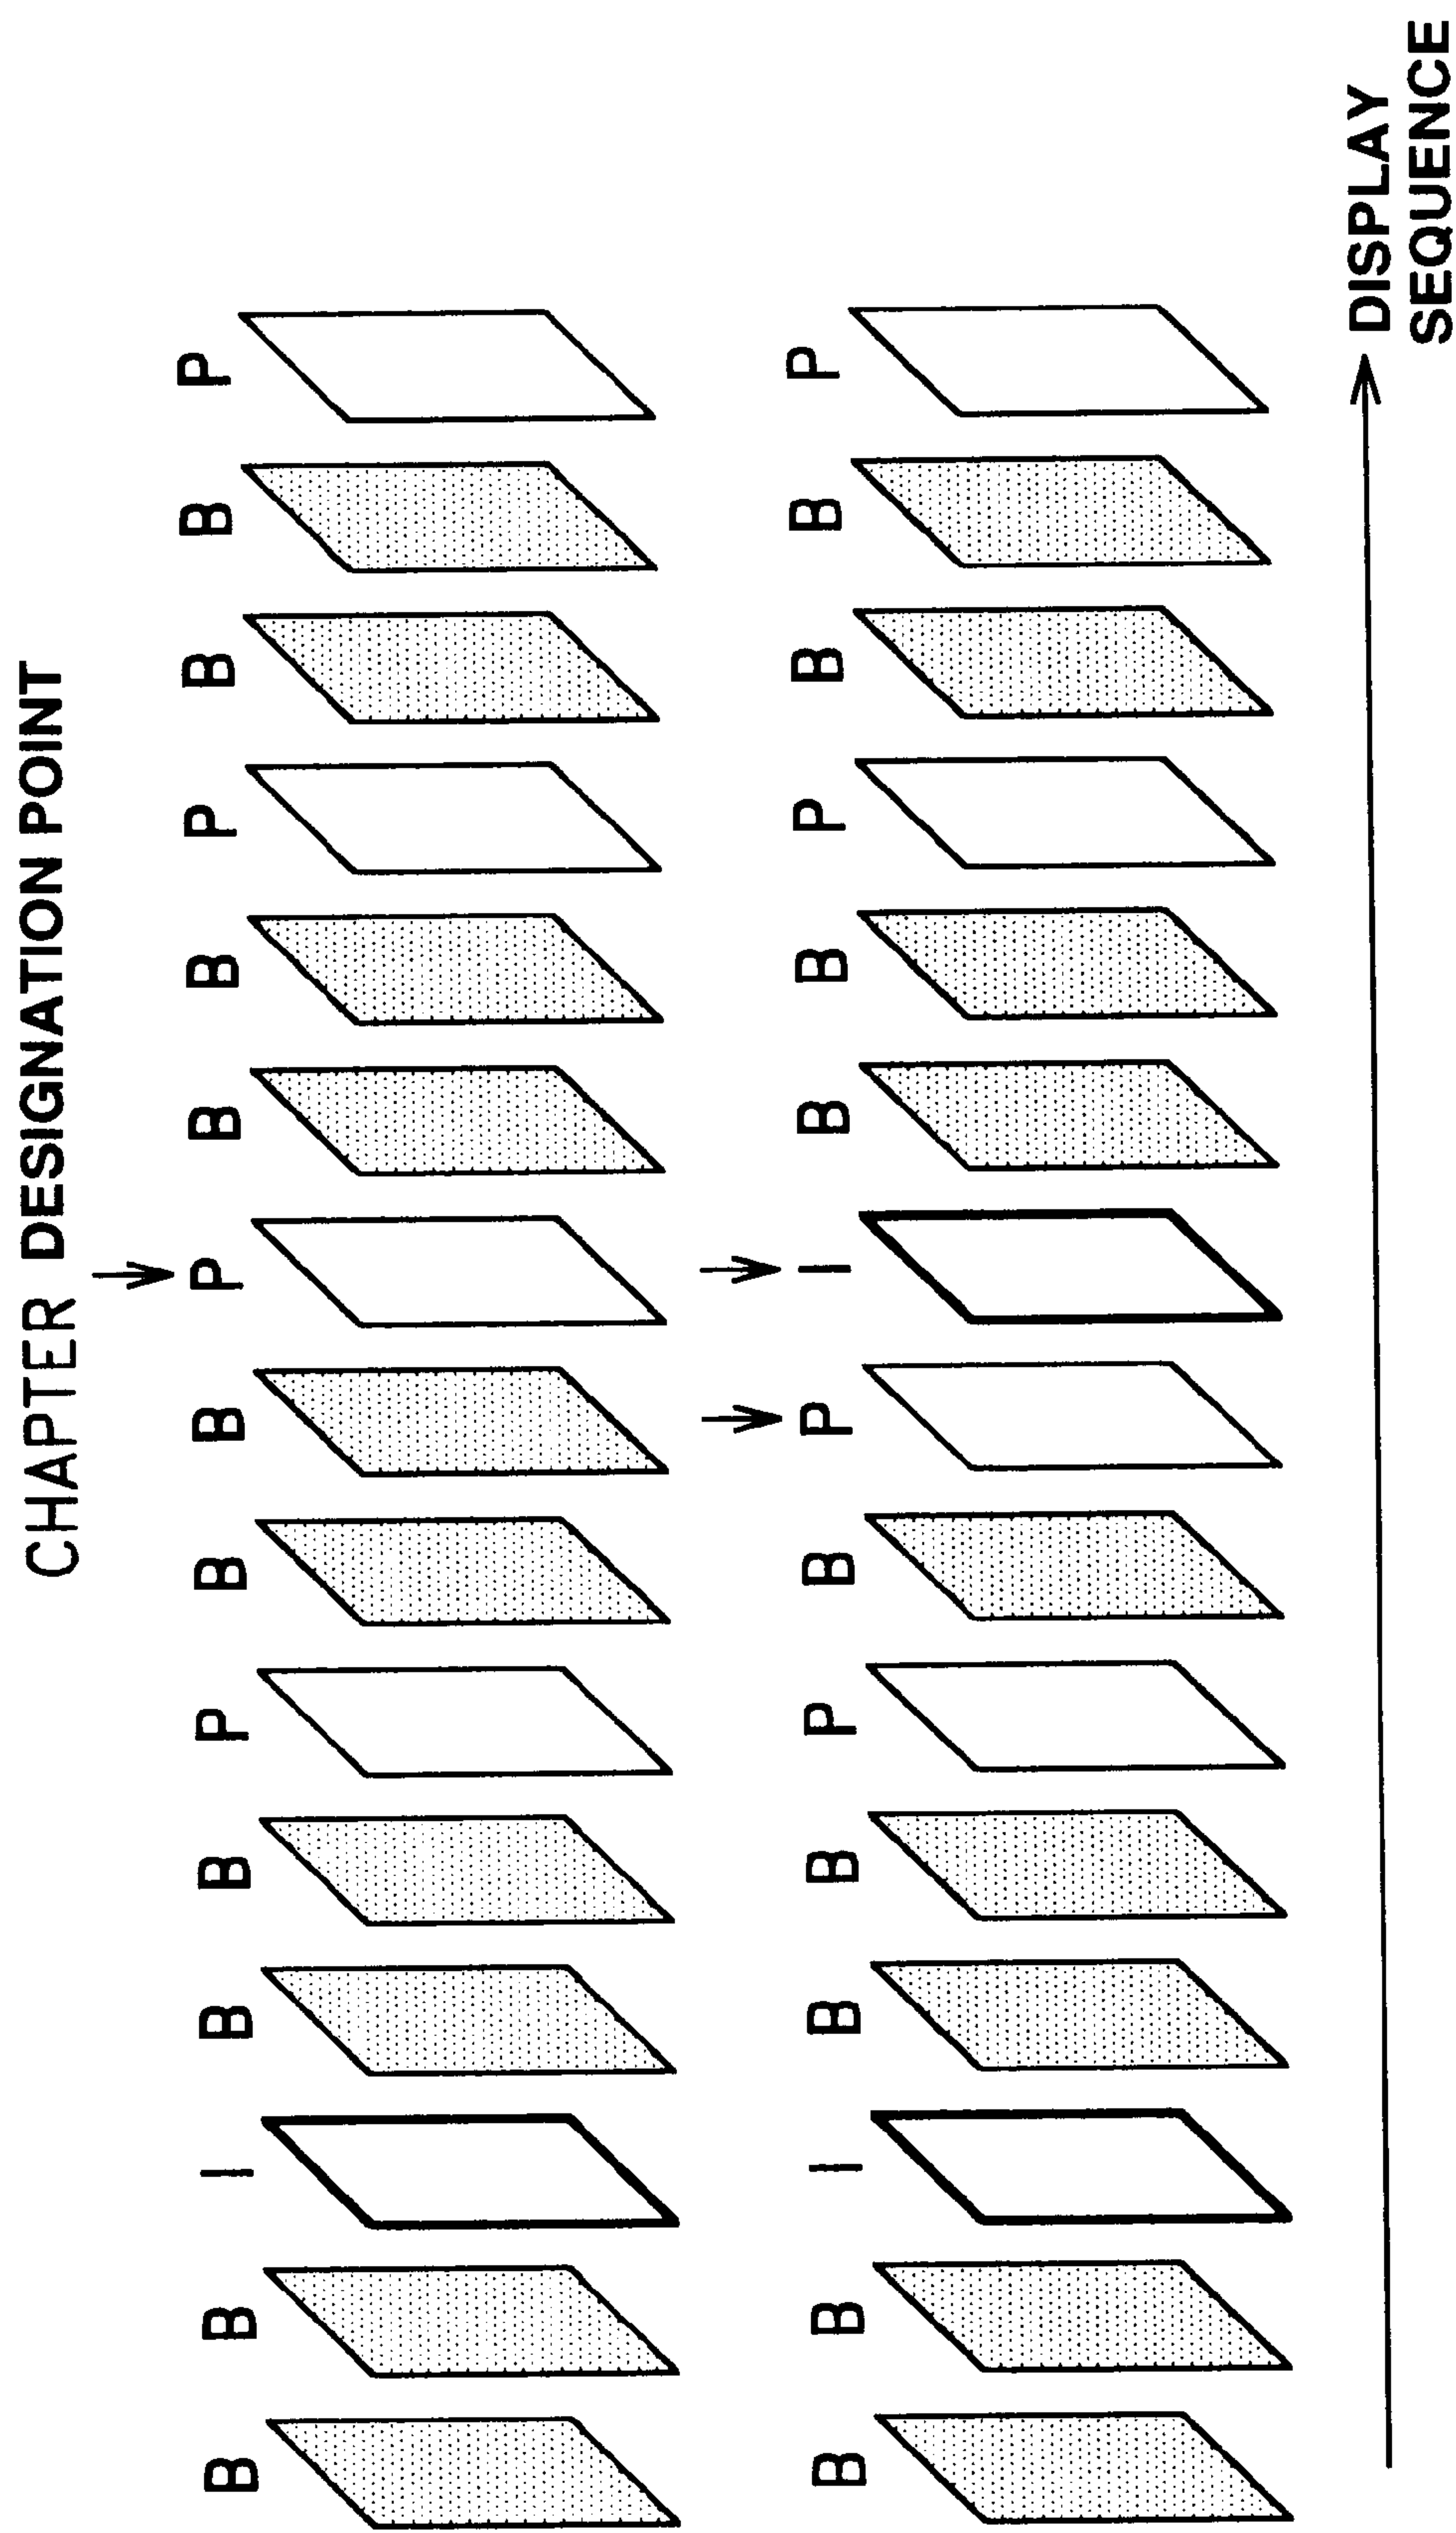 CHAPTER DESIGNATION POINT
B B I B B P B B P B B P B B P
B B I B B P B P I B B P B B P
DISPLAY
SEQUENCE